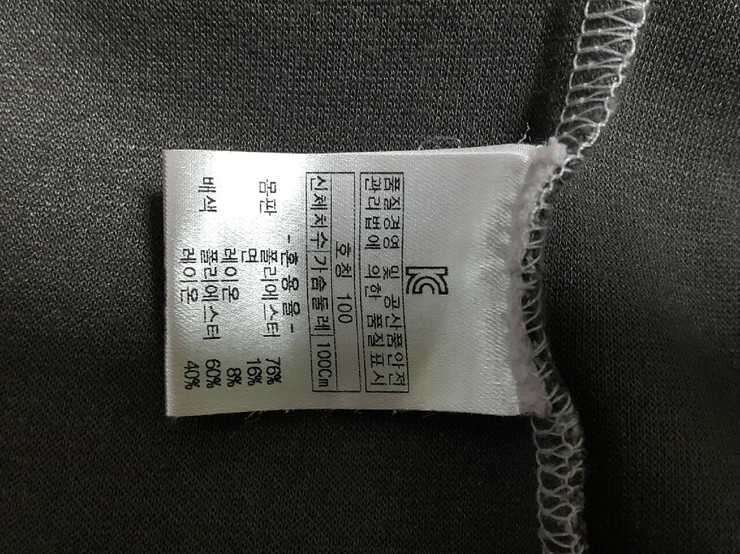 KC
품질경영 및 공산품안전
관리법에 의한 품질표시
호칭 100
신체치수 가슴둘레 100Cm
- 혼용율 -
몸판 폴리에스터 76%
면 16%
레이온 8%
배색 폴리에스터 60%
레이온 40%